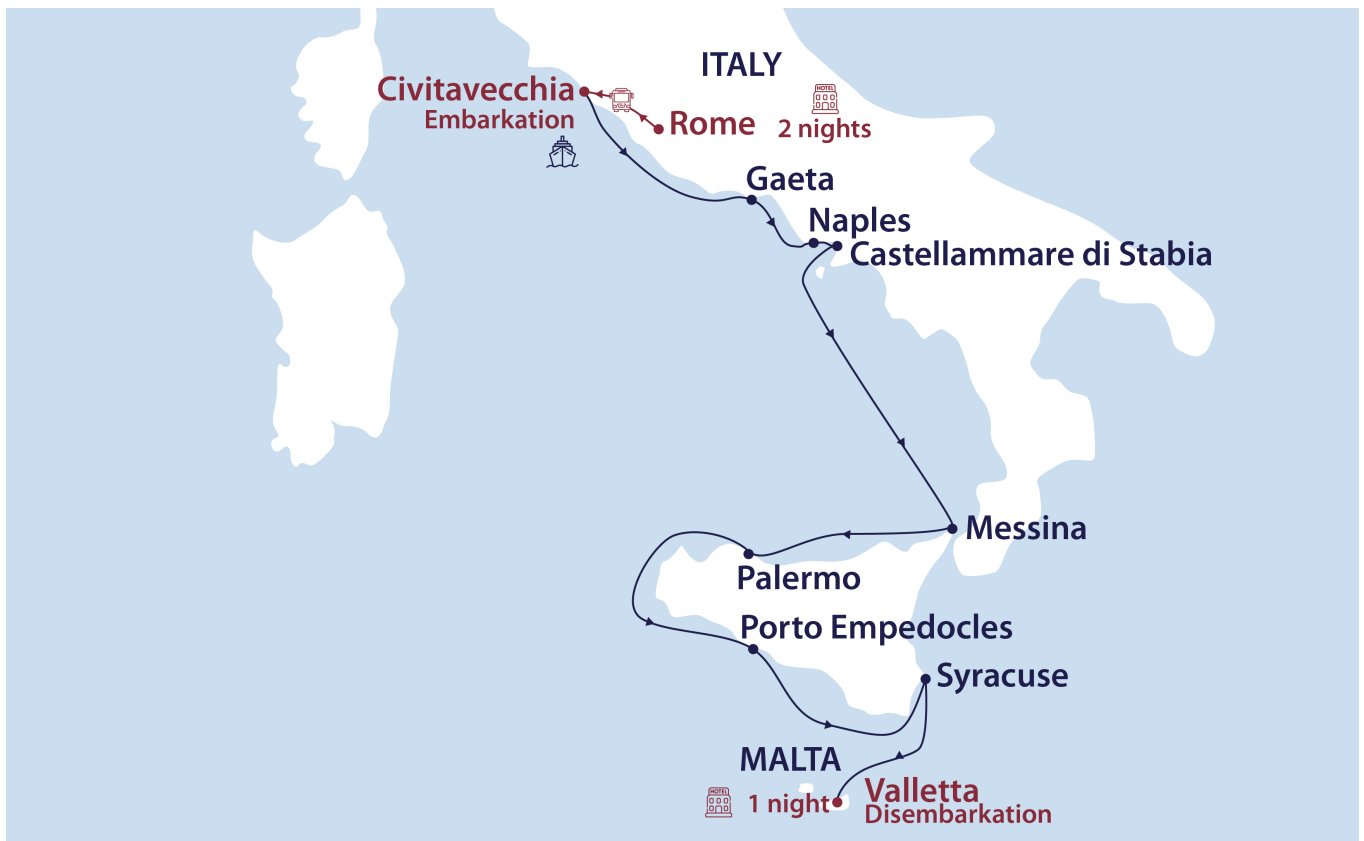 ITALY
HOTEL
Civitavecchia
Embarkation
Rome
2 nights
Gaeta
Naples
Castellammare di Stabia
Messina
Palermo
Porto Empedocles
Syracuse
MALTA
HOTEL
1 night
Valletta
Disembarkation